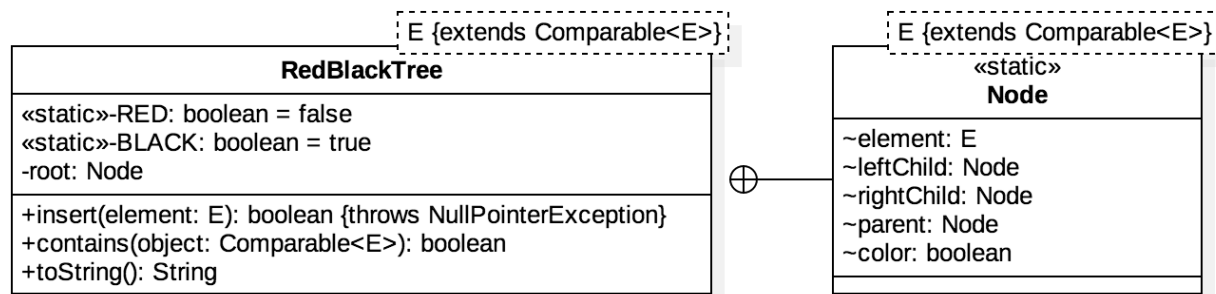 E {extends Comparable<E>}
RedBlackTree
«static»-RED: boolean = false
«static»-BLACK: boolean = true
-root: Node
+insert(element: E): boolean {throws NullPointerException}
+contains(object: Comparable<E>): boolean
+toString(): String
E {extends Comparable<E>}
«static»
Node
~element: E
~leftChild: Node
~rightChild: Node
~parent: Node
~color: boolean